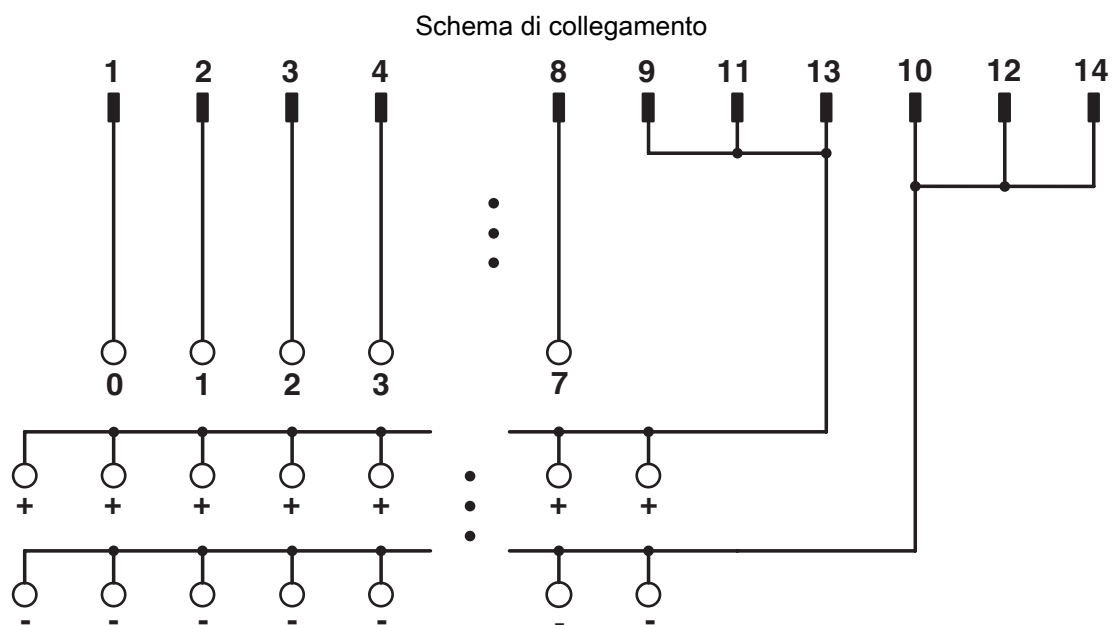 Schema di collegamento
1 2 3 4 8 9 11 13 10 12 14
0 1 2 3 7
+ + + + + + +
- - - - - - -